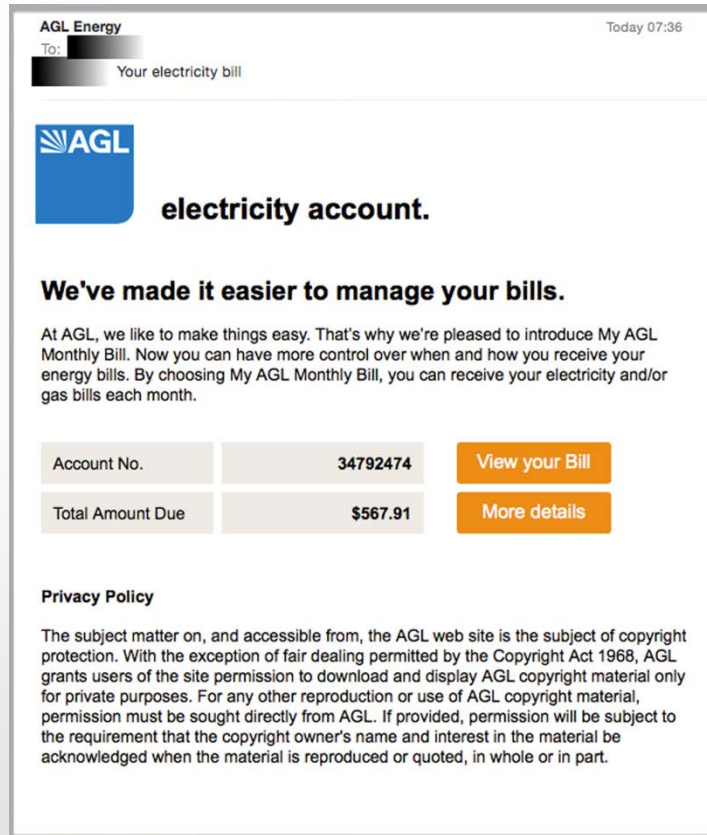 AGL Energy
Today 07:36
To:
Your electricity bill
AGL
electricity account.
We've made it easier to manage your bills.
At AGL, we like to make things easy. That's why we're pleased to introduce My AGL
Monthly Bill. Now you can have more control over when and how you receive your
energy bills. By choosing My AGL Monthly Bill, you can receive your electricity and/or
gas bills each month.
Account No. 34792474 View your Bill
Total Amount Due $567.91 More details
Privacy Policy
The subject matter on, and accessible from, the AGL web site is the subject of copyright
protection. With the exception of fair dealing permitted by the Copyright Act 1968, AGL
grants users of the site permission to download and display AGL copyright material only
for private purposes. For any other reproduction or use of AGL copyright material,
permission must be sought directly from AGL. If provided, permission will be subject to
the requirement that the copyright owner's name and interest in the material be
acknowledged when the material is reproduced or quoted, in whole or in part.